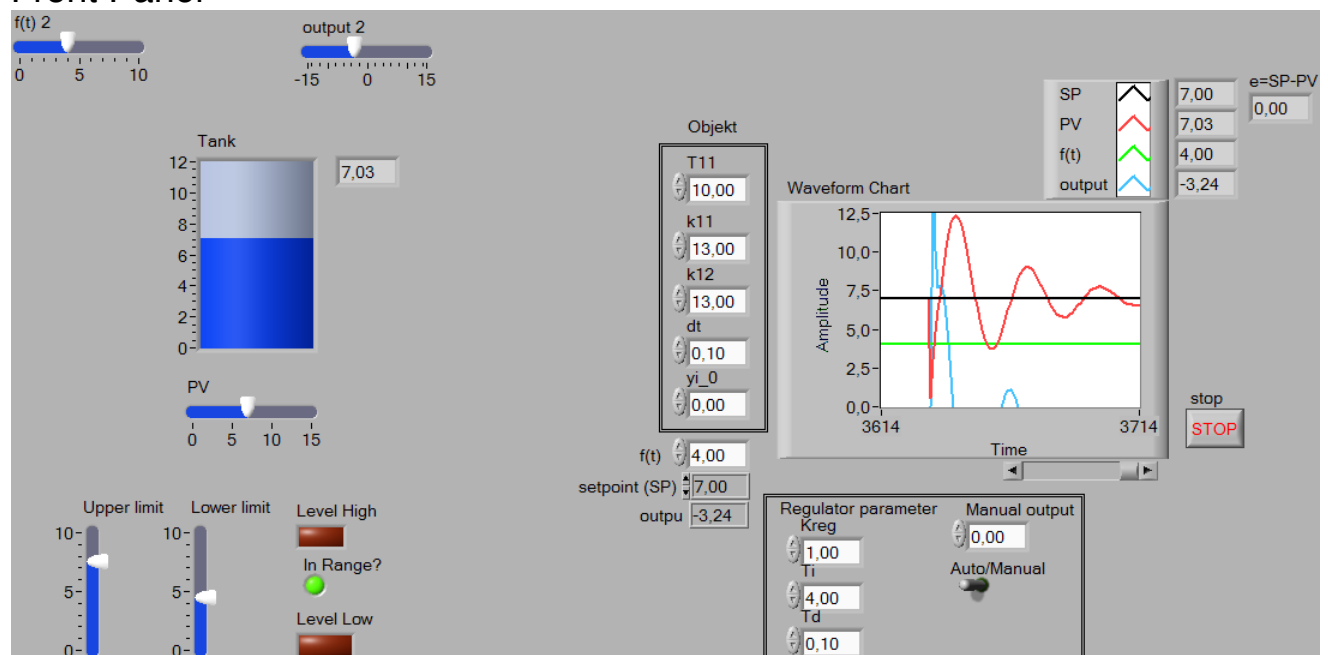 f(t) 2
0 5 10
output 2
-15 0 15
SP 7,00
PV 7,03
f(t) 4,00
output -3,24
e=SP-PV
0,00
Tank
12
10
8
6
4
2
0
7,03
PV
0 5 10 15
Objekt
T11
10,00
k11
13,00
k12
13,00
dt
0,10
yi_0
0,00
f(t) 4,00
setpoint (SP) 7,00
outpu -3,24
Waveform Chart
Amplitude
12,5
10,0
7,5
5,0
2,5
0,0
3614 3714
Time
stop
STOP
Upper limit
10
5
0
Lower limit
10
5
0
Level High
In Range?
Level Low
Regulator parameter
Kreg
1,00
Ti
4,00
Td
0,10
Manual output
0,00
Auto/Manual